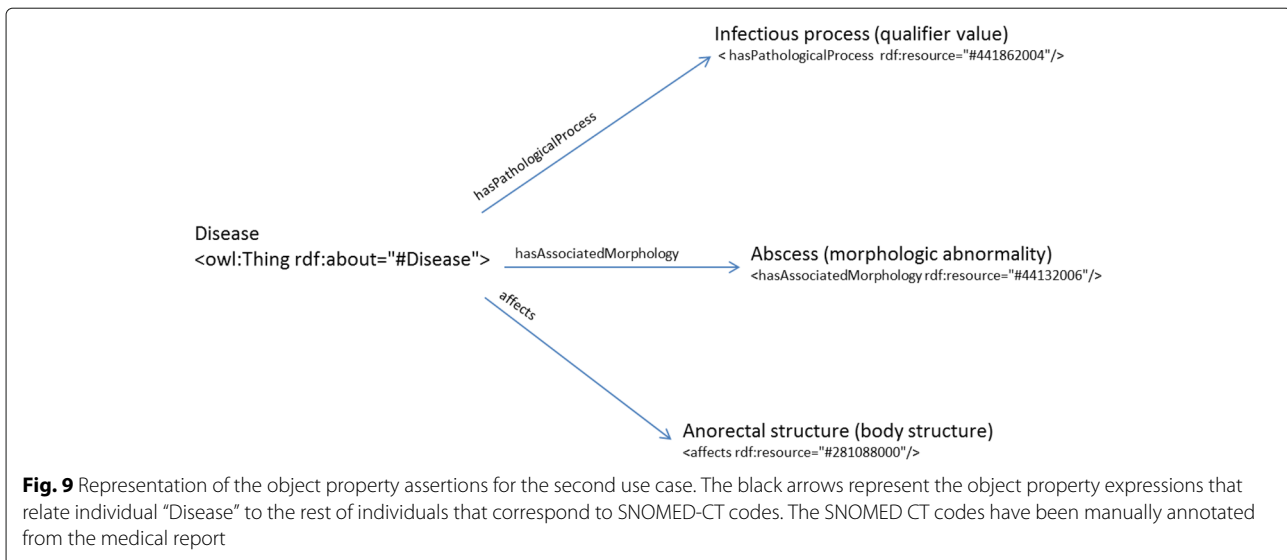 Infectious process (qualifier value)
< hasPathologicalProcess rdf:resource="#441862004"/>
hasPathologicalProcess
Disease
<owl:Thing rdf:about="#Disease">
hasAssociatedMorphology
Abscess (morphologic abnormality)
<hasAssociatedMorphology rdf:resource="#44132006"/>
affects
Anorectal structure (body structure)
<affects rdf:resource="#281088000"/>
Fig. 9 Representation of the object property assertions for the second use case. The black arrows represent the object property expressions that
relate individual “Disease” to the rest of individuals that correspond to SNOMED-CT codes. The SNOMED CT codes have been manually annotated
from the medical report